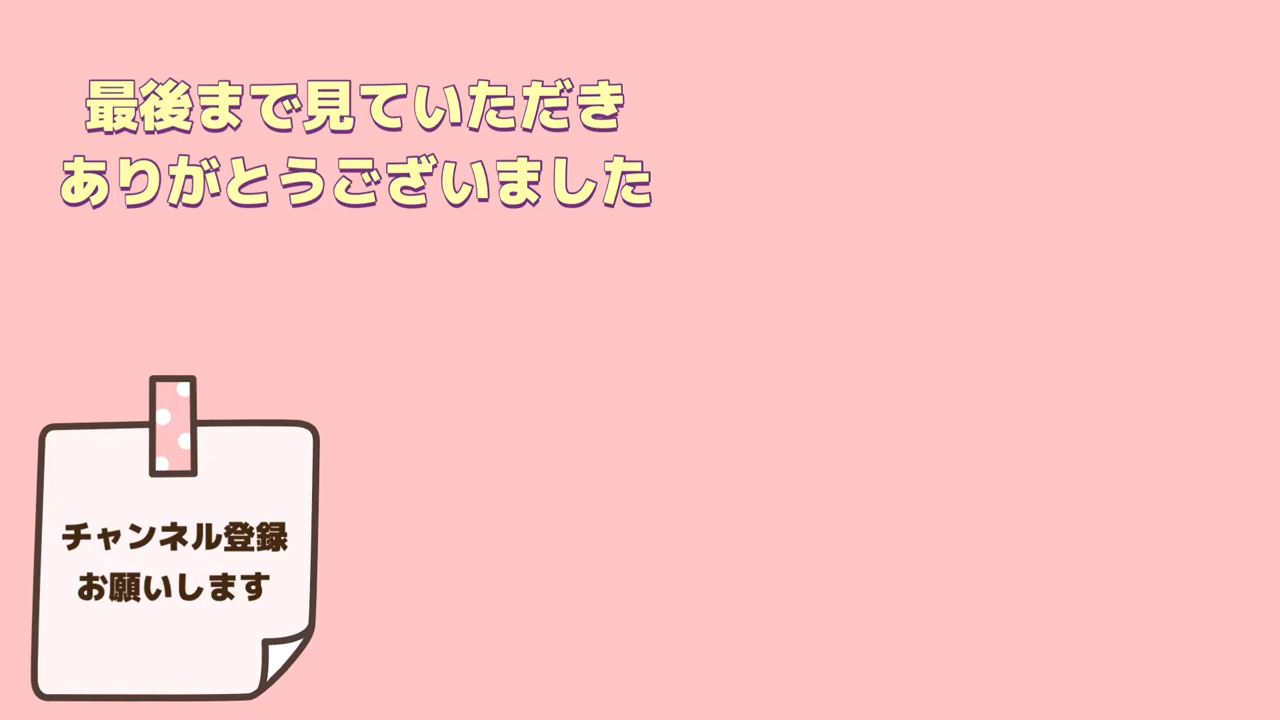 最後まで見ていただき
ありがとうございました
チャンネル登録
お願いします